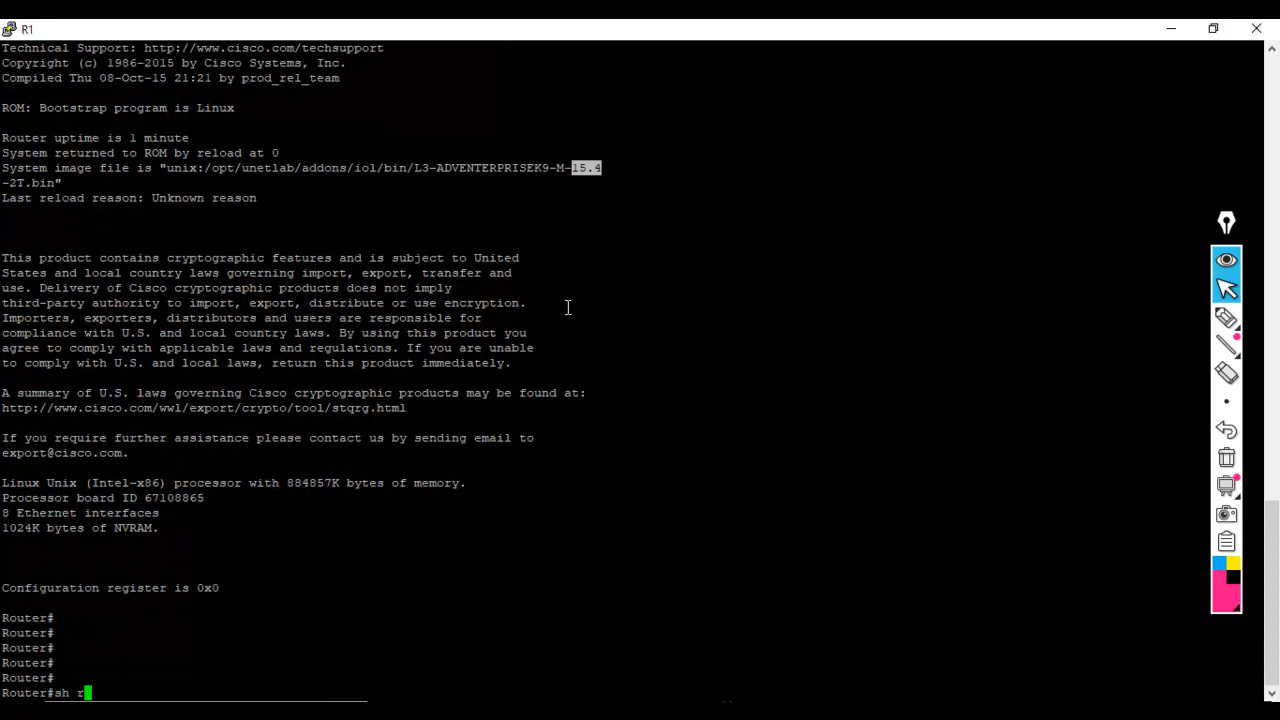 R1
Technical Support: http://www.cisco.com/techsupport
Copyright (c) 1986-2015 by Cisco Systems, Inc.
Compiled Thu 08-Oct-15 21:21 by prod_rel_team
ROM: Bootstrap program is Linux
Router uptime is 1 minute
System returned to ROM by reload at 0
System image file is "unix:/opt/unetlab/addons/iol/bin/L3-ADVENTERPRISEK9-M-15.4
-2T.bin"
Last reload reason: Unknown reason
This product contains cryptographic features and is subject to United
States and local country laws governing import, export, transfer and
use. Delivery of Cisco cryptographic products does not imply
third-party authority to import, export, distribute or use encryption.
Importers, exporters, distributors and users are responsible for
compliance with U.S. and local country laws. By using this product you
agree to comply with applicable laws and regulations. If you are unable
to comply with U.S. and local laws, return this product immediately.
A summary of U.S. laws governing Cisco cryptographic products may be found at:
http://www.cisco.com/wwl/export/crypto/tool/stqrg.html
If you require further assistance please contact us by sending email to
export@cisco.com.
Linux Unix (Intel-x86) processor with 884857K bytes of memory.
Processor board ID 67108865
8 Ethernet interfaces
1024K bytes of NVRAM.
Configuration register is 0x0
Router#
Router#
Router#
Router#
Router#
Router#sh r